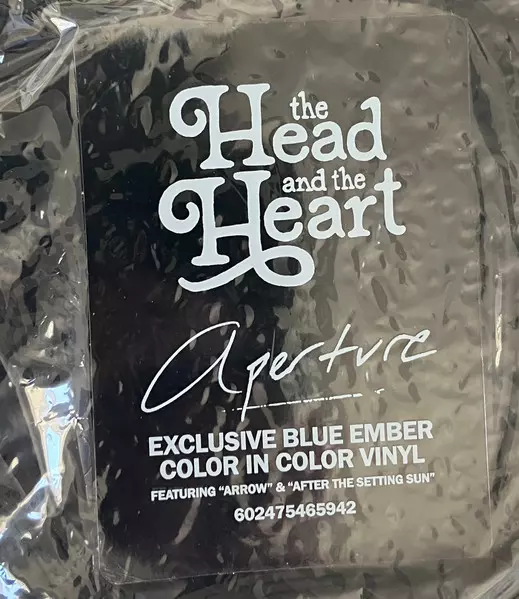 the
Head
and the
Heart
Aperture
EXCLUSIVE BLUE EMBER
COLOR IN COLOR VINYL
FEATURING “ARROW” & “AFTER THE SETTING SUN”
602475465942